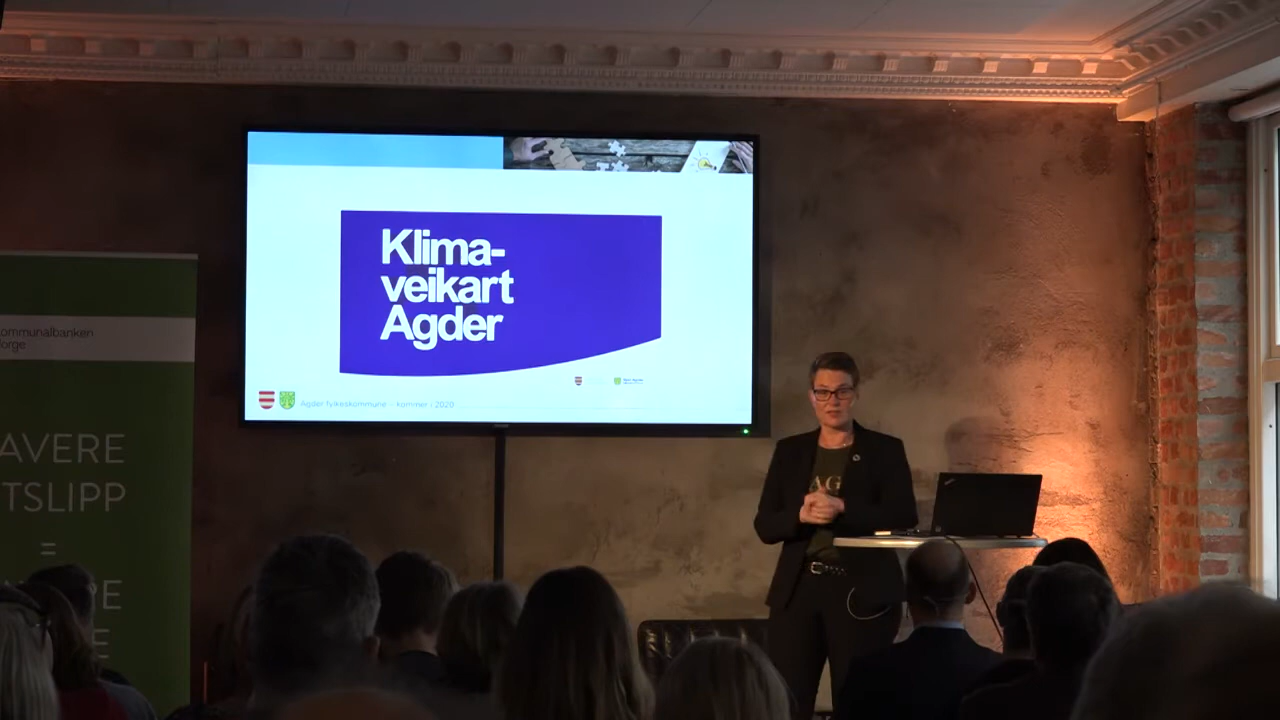 Klima-
veikart
Agder
Agder fylkeskommune – kommer i 2020
ommunalbanken
orge
AVERE
TSLIPP
=
E
E
AG